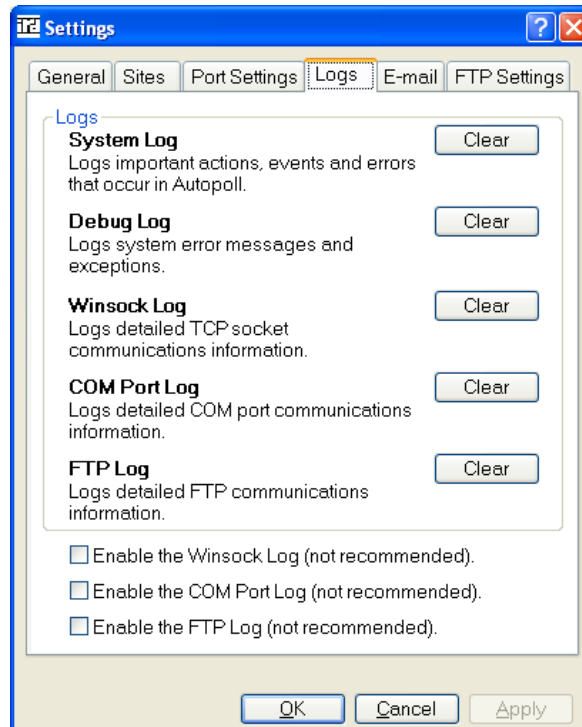 ird Settings
General Sites Port Settings Logs E-mail FTP Settings
Logs
System Log Clear
Logs important actions, events and errors
that occur in Autopoll.
Debug Log Clear
Logs system error messages and
exceptions.
Winsock Log Clear
Logs detailed TCP socket
communications information.
COM Port Log Clear
Logs detailed COM port communications
information.
FTP Log Clear
Logs detailed FTP communications
information.
Enable the Winsock Log (not recommended).
Enable the COM Port Log (not recommended).
Enable the FTP Log (not recommended).
OK Cancel Apply